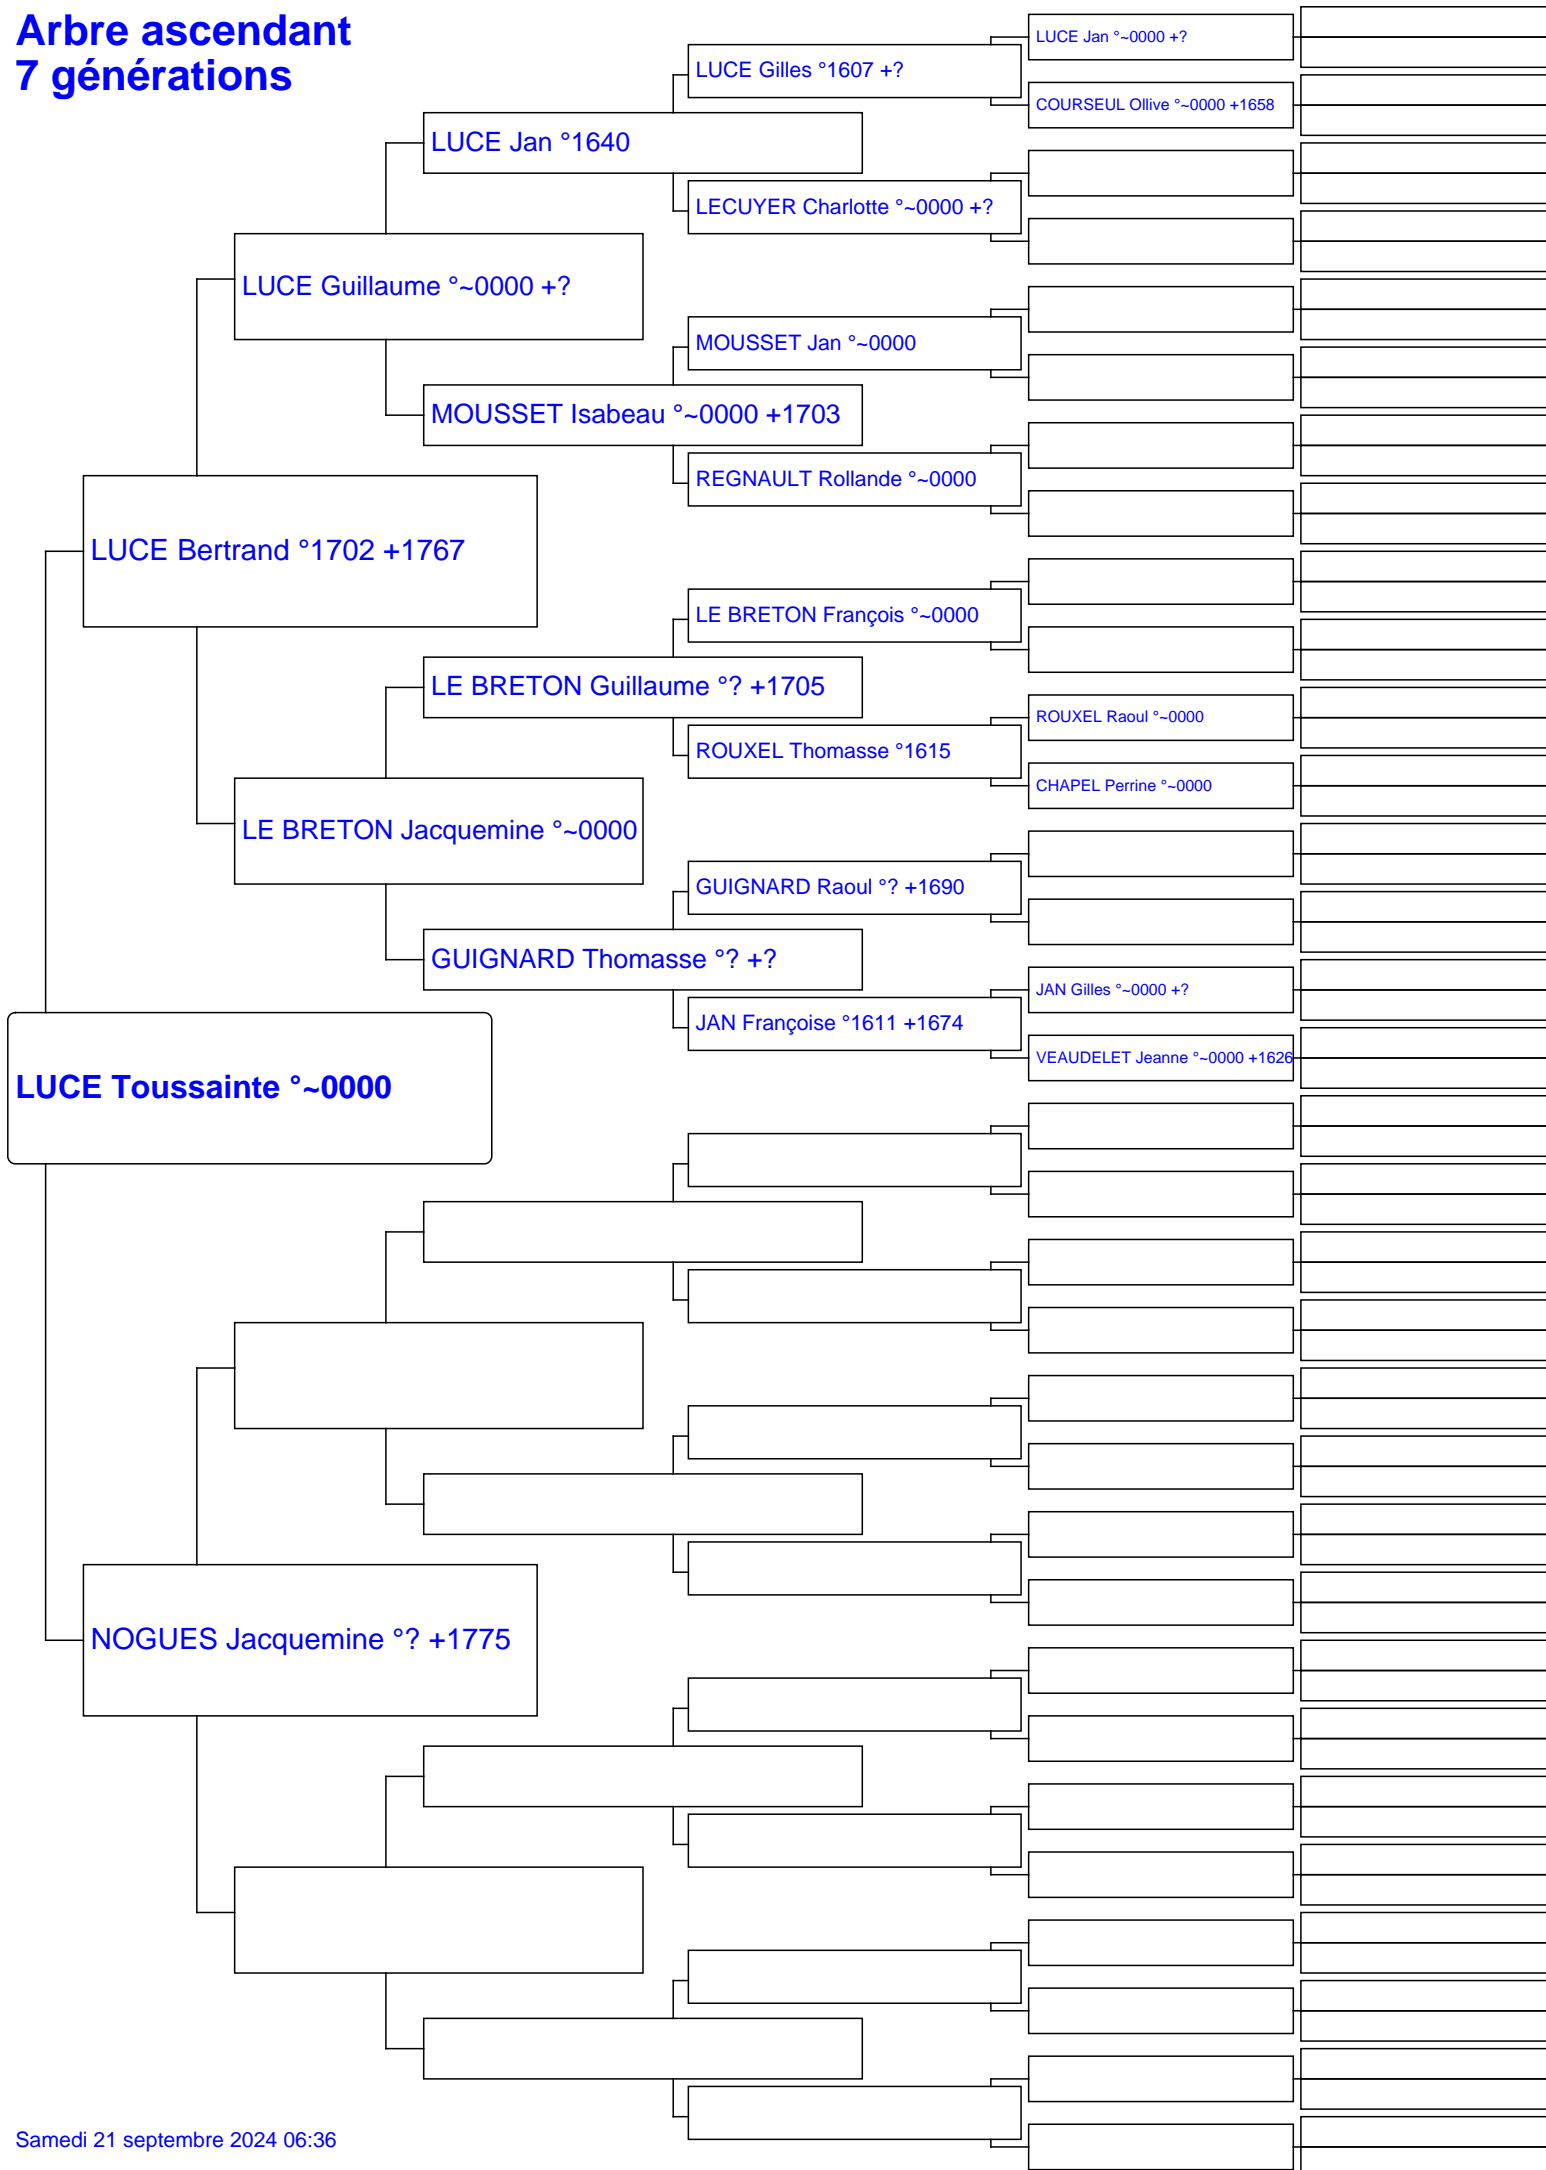 Arbre ascendant
7 générations
LUCE Jan °~0000 +?
LUCE Gilles °1607 +?
COURSEUL Ollive °~0000 +1658
LUCE Jan °1640
LECUYER Charlotte °~0000 +?
LUCE Guillaume °~0000 +?
MOUSSET Jan °~0000
MOUSSET Isabeau °~0000 +1703
REGNAULT Rollande °~0000
LUCE Bertrand °1702 +1767
LE BRETON François °~0000
LE BRETON Guillaume °? +1705
ROUXEL Raoul °~0000
ROUXEL Thomasse °1615
CHAPEL Perrine °~0000
LE BRETON Jacquemine °~0000
GUIGNARD Raoul °? +1690
GUIGNARD Thomasse °? +?
JAN Gilles °~0000 +?
JAN Françoise °1611 +1674
VEAUDELET Jeanne °~0000 +1626
LUCE Toussainte °~0000
NOGUES Jacquemine °? +1775
Samedi 21 septembre 2024 06:36